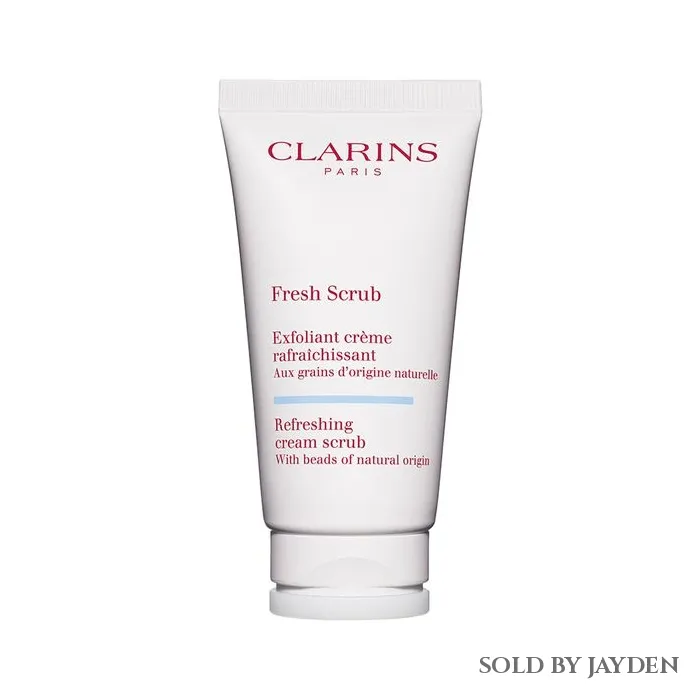 CLARINS
PARIS
Fresh Scrub
Exfoliant crème
rafraîchissant
Aux grains d'origine naturelle
Refreshing
cream scrub
With beads of natural origin
SOLD BY JAYDEN